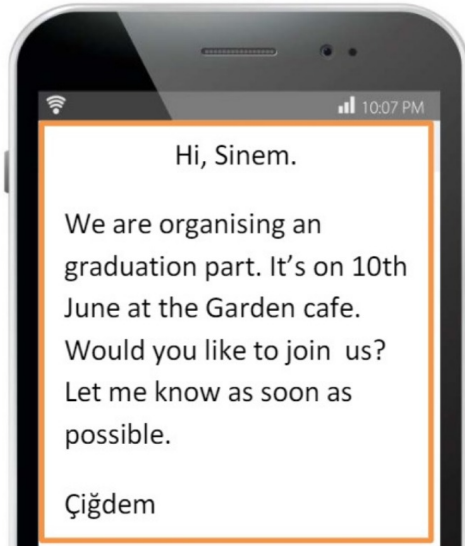 10:07 PM
Hi, Sinem.
We are organising an
graduation part. It's on 10th
June at the Garden cafe.
Would you like to join  us?
Let me know as soon as
possible.
Çiğdem